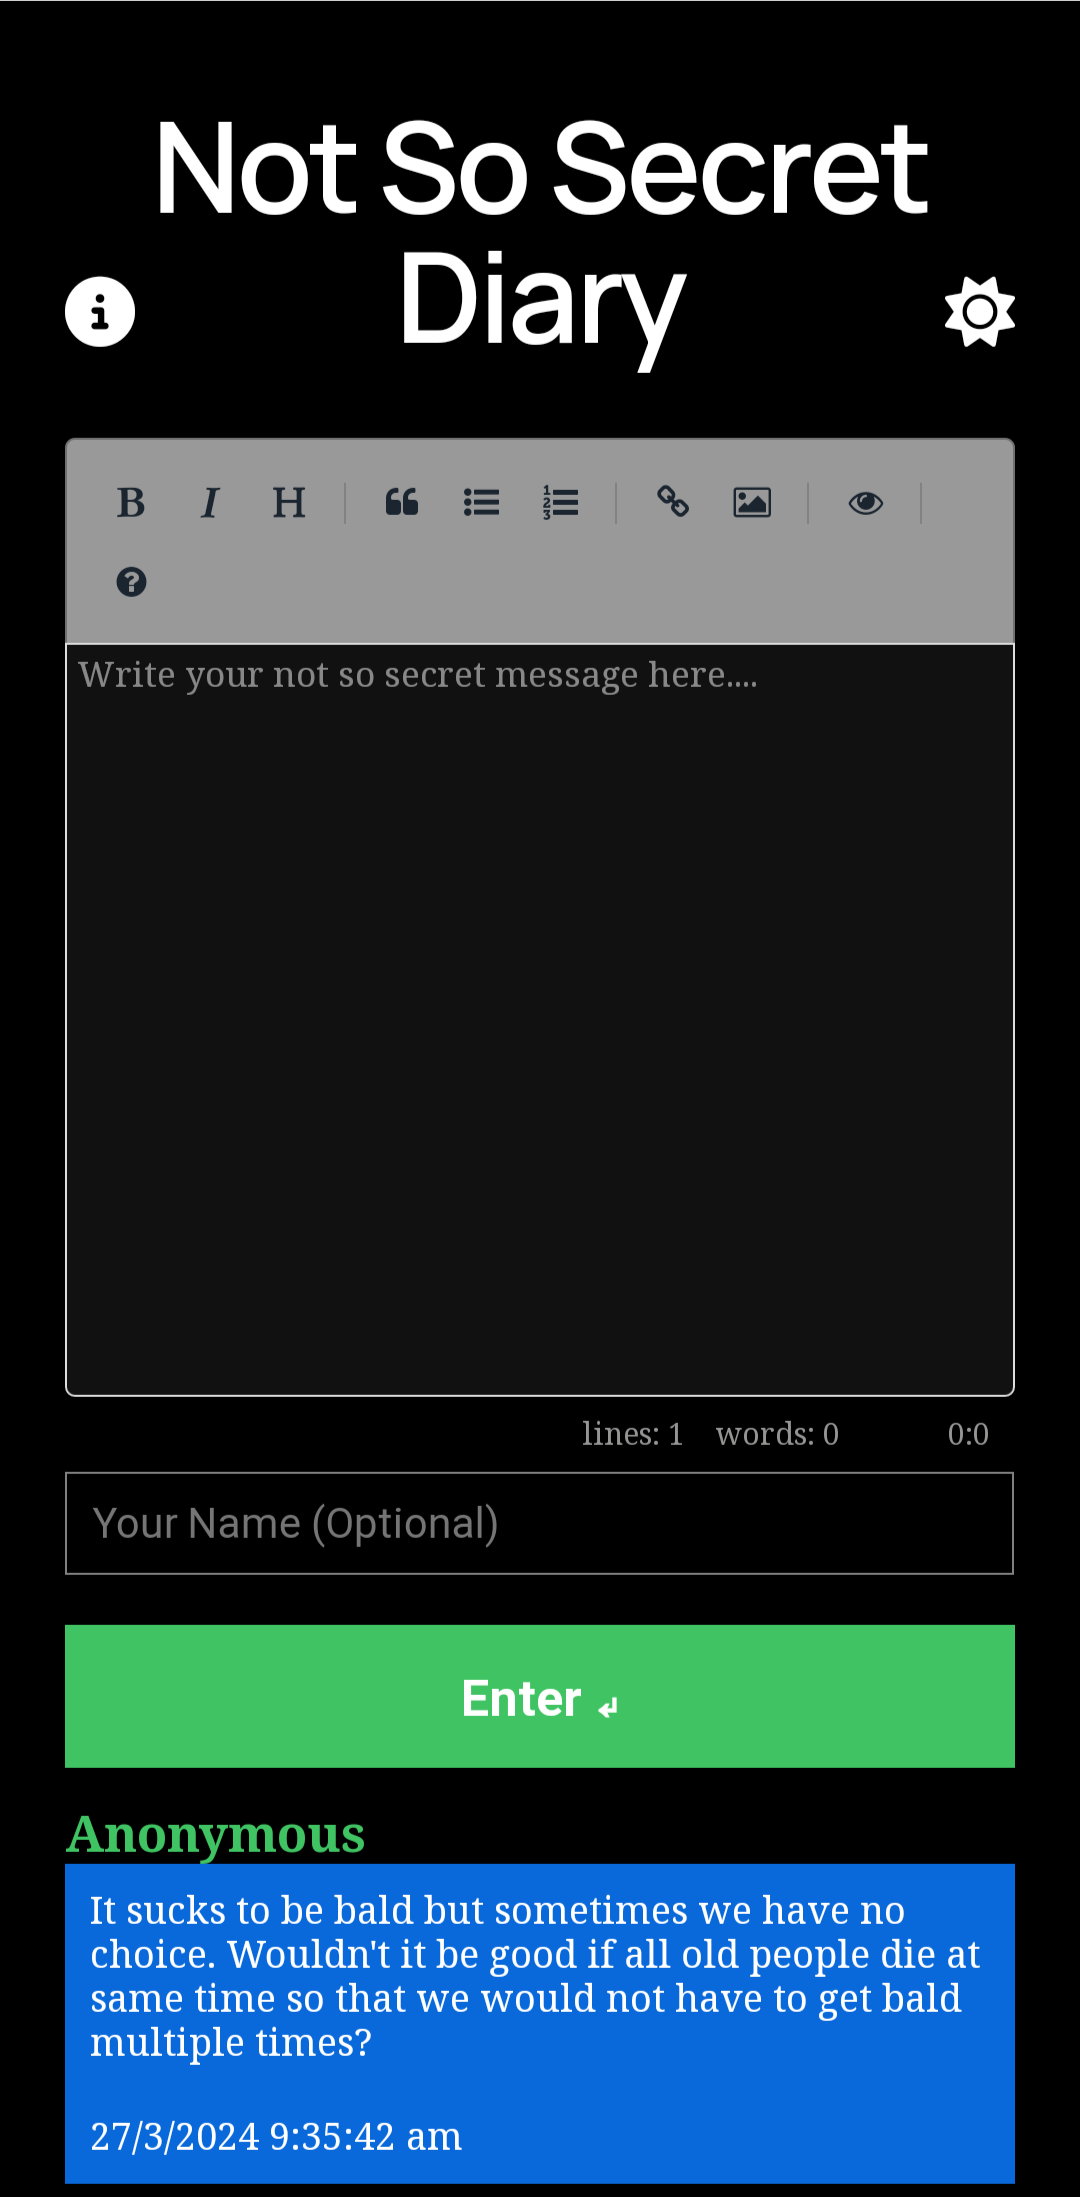 Not So Secret
Diary
B I H
Write your not so secret message here....
lines: 1 words: 0 0:0
Your Name (Optional)
Enter ↲
Anonymous
It sucks to be bald but sometimes we have no
choice. Wouldn't it be good if all old people die at
same time so that we would not have to get bald
multiple times?
27/3/2024 9:35:42 am